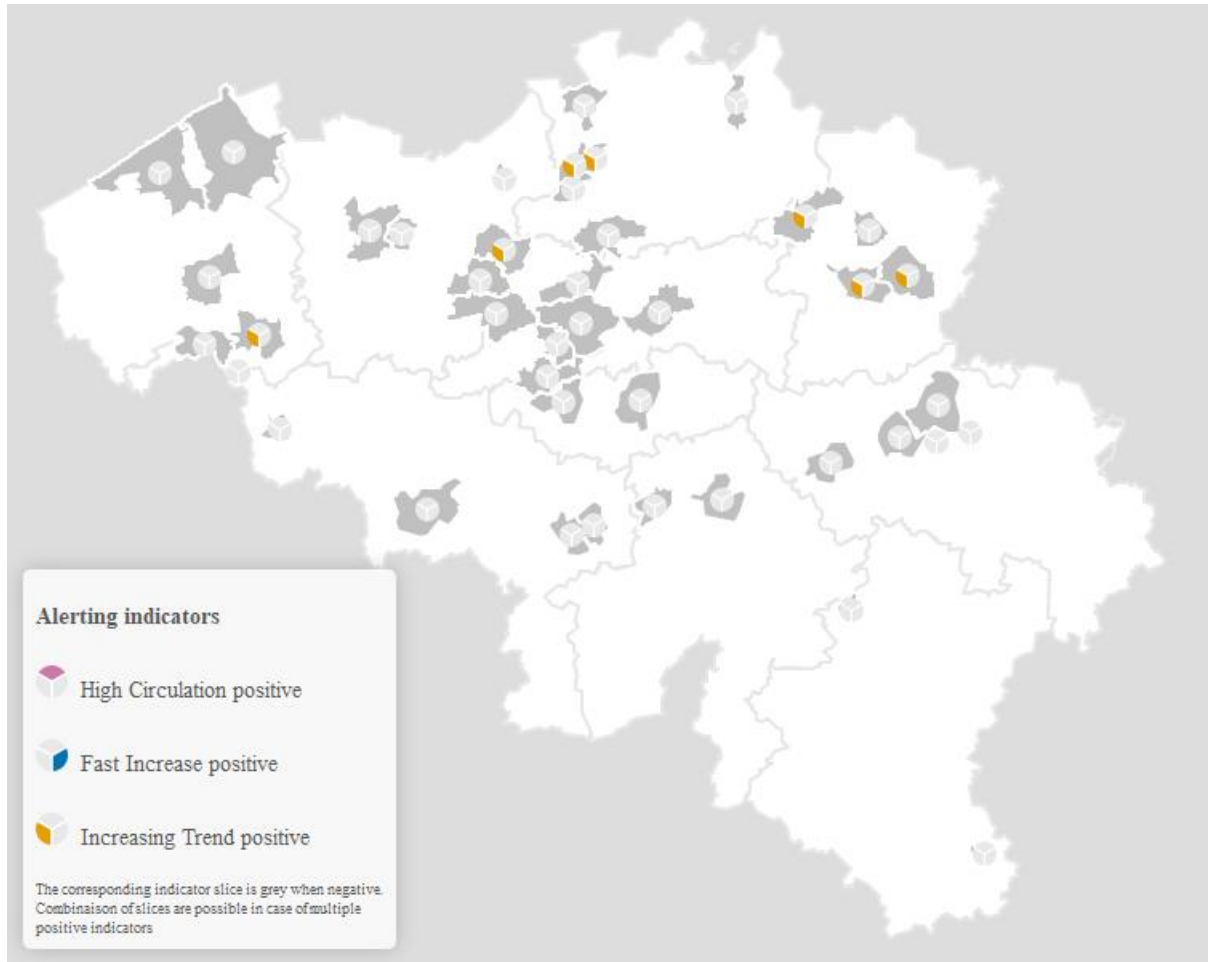 Alerting indicators
High Circulation positive
Fast Increase positive
Increasing Trend positive
The corresponding indicator slice is grey when negative.
Combinaison of slices are possible in case of multiple
positive indicators